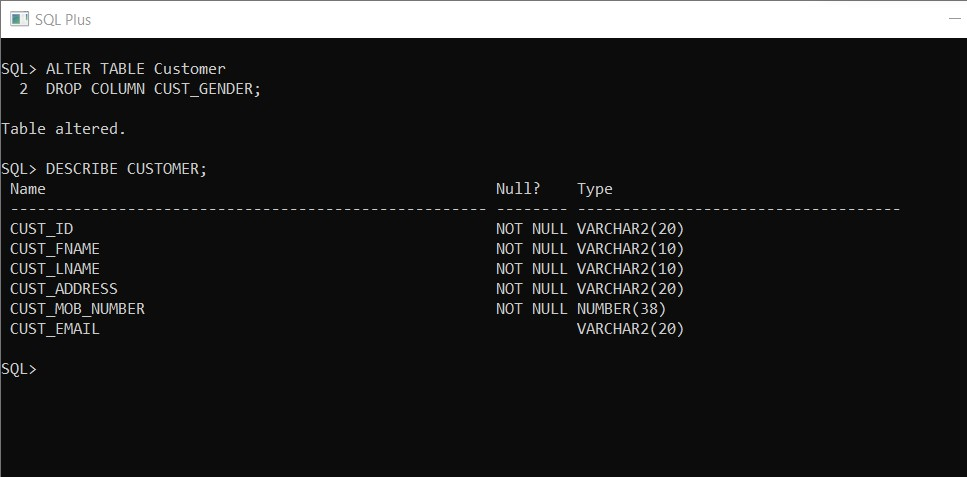 SQL Plus
SQL> ALTER TABLE Customer
  2  DROP COLUMN CUST_GENDER;
Table altered.
SQL> DESCRIBE CUSTOMER;
 Name                                                  Null?    Type
 ----------------------------------------------------- -------- ------------------------------------
 CUST_ID                                               NOT NULL VARCHAR2(20)
 CUST_FNAME                                            NOT NULL VARCHAR2(10)
 CUST_LNAME                                            NOT NULL VARCHAR2(10)
 CUST_ADDRESS                                          NOT NULL VARCHAR2(20)
 CUST_MOB_NUMBER                                       NOT NULL NUMBER(38)
 CUST_EMAIL                                                     VARCHAR2(20)
SQL>